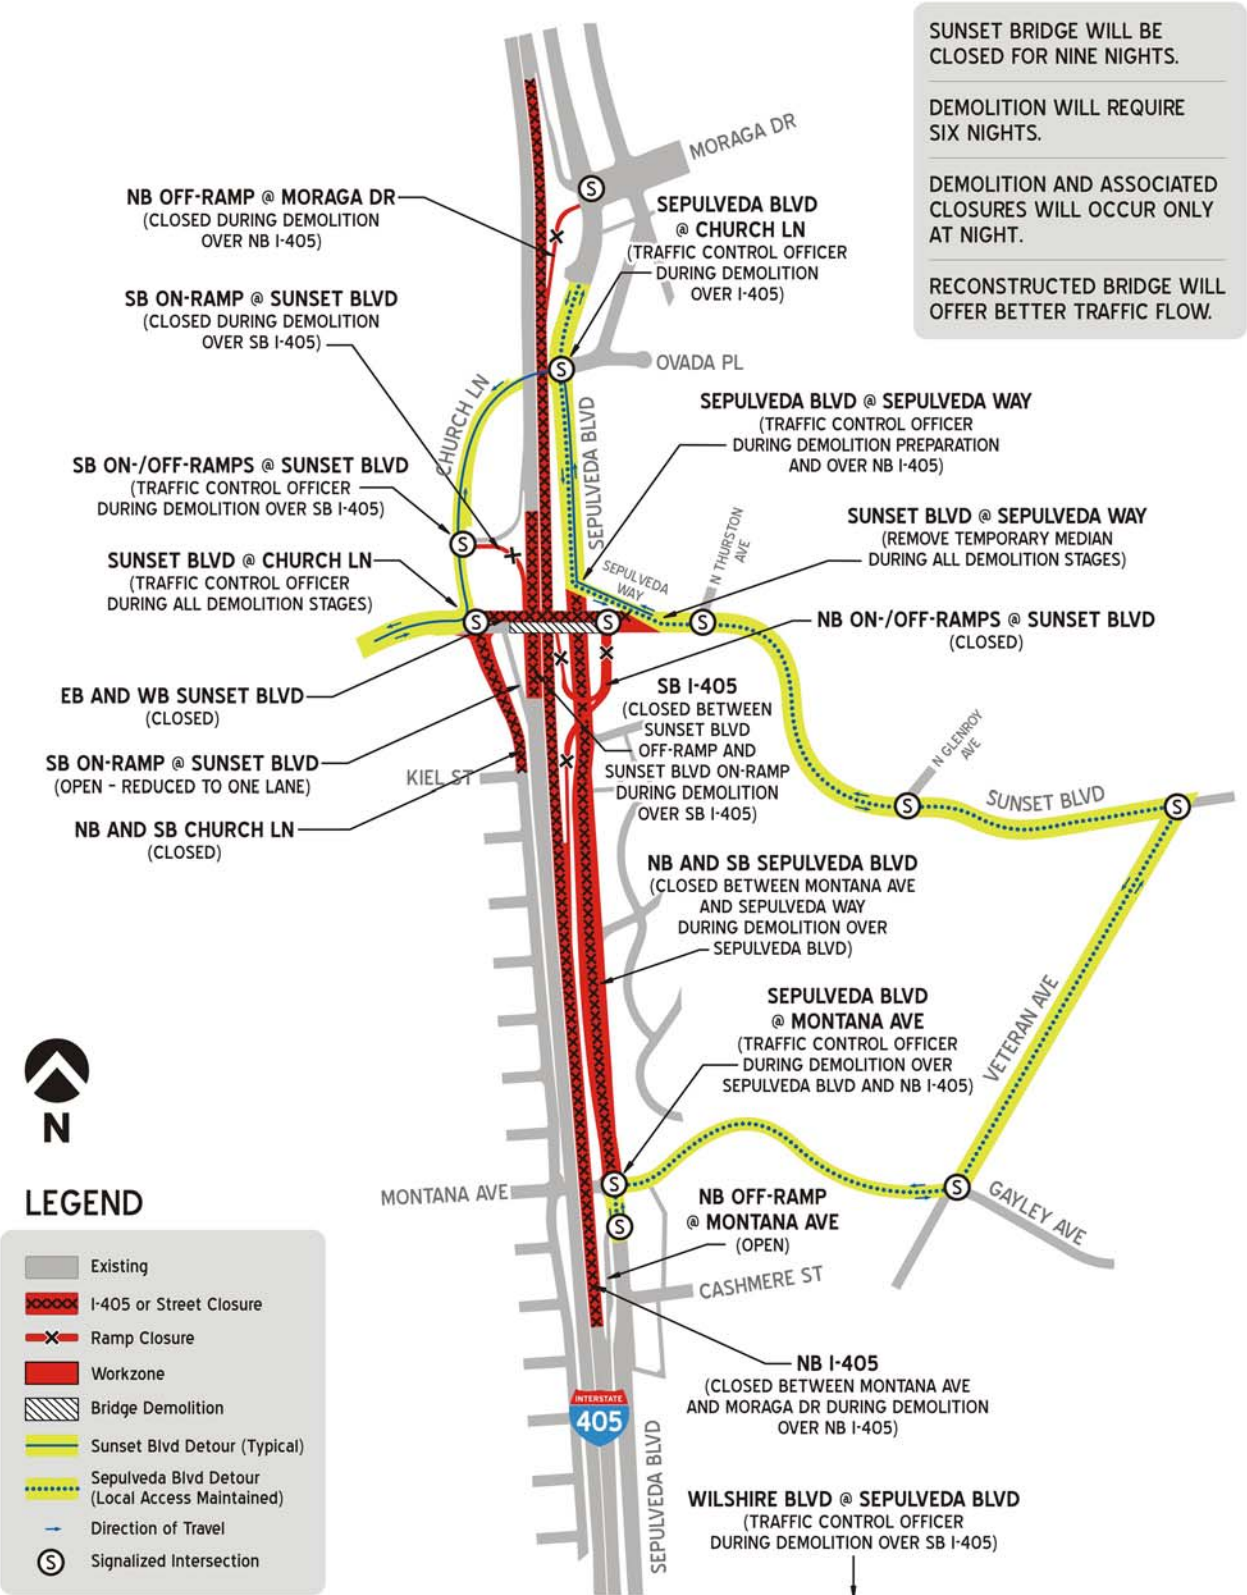 SUNSET BRIDGE WILL BE
CLOSED FOR NINE NIGHTS.
DEMOLITION WILL REQUIRE
SIX NIGHTS.
DEMOLITION AND ASSOCIATED
CLOSURES WILL OCCUR ONLY
AT NIGHT.
RECONSTRUCTED BRIDGE WILL
OFFER BETTER TRAFFIC FLOW.
MORAGA DR
S
NB OFF-RAMP @ MORAGA DR
(CLOSED DURING DEMOLITION
OVER NB I-405)
SEPULVEDA BLVD
@ CHURCH LN
(TRAFFIC CONTROL OFFICER
DURING DEMOLITION
OVER I-405)
SB ON-RAMP @ SUNSET BLVD
(CLOSED DURING DEMOLITION
OVER SB I-405)
S
OVADA PL
CHURCH LN
SEPULVEDA BLVD
SEPULVEDA BLVD @ SEPULVEDA WAY
(TRAFFIC CONTROL OFFICER
DURING DEMOLITION PREPARATION
AND OVER NB I-405)
SB ON-/OFF-RAMPS @ SUNSET BLVD
(TRAFFIC CONTROL OFFICER
DURING DEMOLITION OVER SB I-405)
S
SUNSET BLVD @ SEPULVEDA WAY
(REMOVE TEMPORARY MEDIAN
DURING ALL DEMOLITION STAGES)
N THURSTON
AVE
SEPULVEDA
WAY
SUNSET BLVD @ CHURCH LN
(TRAFFIC CONTROL OFFICER
DURING ALL DEMOLITION STAGES)
S
S
S
NB ON-/OFF-RAMPS @ SUNSET BLVD
(CLOSED)
EB AND WB SUNSET BLVD
(CLOSED)
SB I-405
(CLOSED BETWEEN
SUNSET BLVD
OFF-RAMP AND
SUNSET BLVD ON-RAMP
DURING DEMOLITION
OVER SB I-405)
SB ON-RAMP @ SUNSET BLVD
(OPEN - REDUCED TO ONE LANE)
KIEL ST
N GLENROY
AVE
S
SUNSET BLVD
S
NB AND SB CHURCH LN
(CLOSED)
NB AND SB SEPULVEDA BLVD
(CLOSED BETWEEN MONTANA AVE
AND SEPULVEDA WAY
DURING DEMOLITION OVER
SEPULVEDA BLVD)
SEPULVEDA BLVD
@ MONTANA AVE
(TRAFFIC CONTROL OFFICER
DURING DEMOLITION OVER
SEPULVEDA BLVD AND NB I-405)
VETERAN AVE
N
MONTANA AVE
S
S
S
GAYLEY AVE
NB OFF-RAMP
@ MONTANA AVE
(OPEN)
CASHMERE ST
NB I-405
(CLOSED BETWEEN MONTANA AVE
AND MORAGA DR DURING DEMOLITION
OVER NB I-405)
INTERSTATE
405
SEPULVEDA BLVD
WILSHIRE BLVD @ SEPULVEDA BLVD
(TRAFFIC CONTROL OFFICER
DURING DEMOLITION OVER SB I-405)
LEGEND
Existing
I-405 or Street Closure
Ramp Closure
Workzone
Bridge Demolition
Sunset Blvd Detour (Typical)
Sepulveda Blvd Detour
(Local Access Maintained)
Direction of Travel
S Signalized Intersection